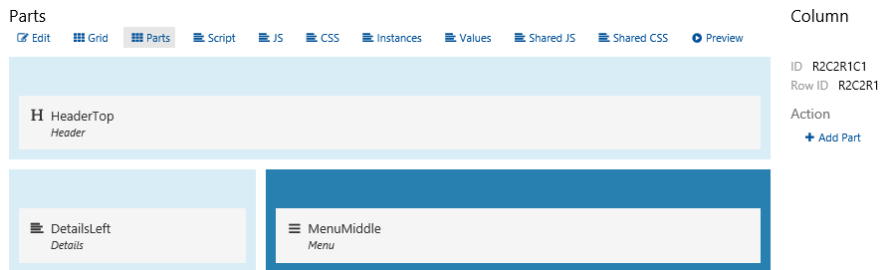 Parts
Edit Grid Parts Script JS CSS Instances Values Shared JS Shared CSS Preview
H HeaderTop
Header
DetailsLeft
Details
MenuMiddle
Menu
Column
ID R2C2R1C1
Row ID R2C2R1
Action
Add Part